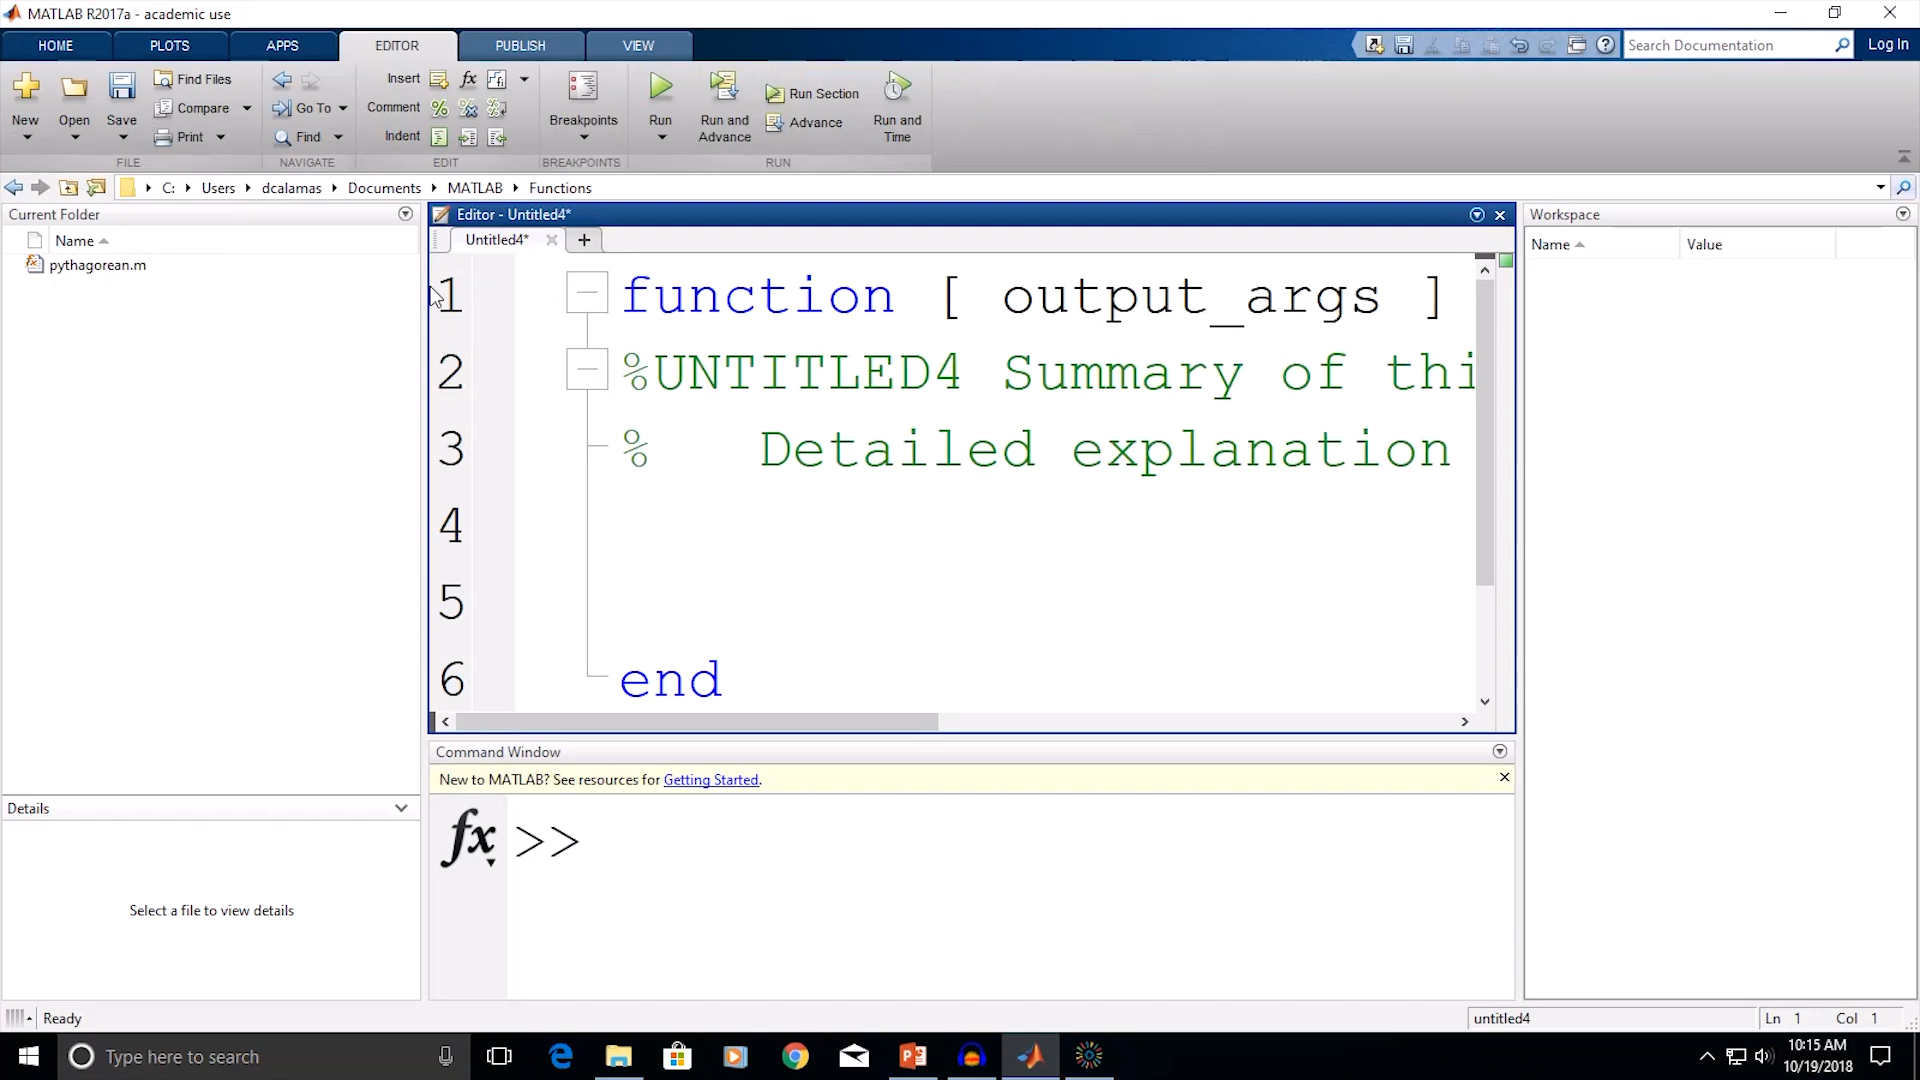 MATLAB R2017a - academic use
HOME PLOTS APPS EDITOR PUBLISH VIEW
Search Documentation
Log In
New
Open
Save
Find Files
Compare
Print
FILE
Go To
Find
NAVIGATE
Insert
Comment
Indent
EDIT
Breakpoints
BREAKPOINTS
Run
Run and Advance
Run Section
Advance
Run and Time
RUN
C: Users dcalamas Documents MATLAB Functions
Current Folder
Name
pythagorean.m
Details
Select a file to view details
Editor - Untitled4*
Untitled4*
1 function [ output_args ]
2 %UNTITLED4 Summary of thi
3 %   Detailed explanation
4
5
6 end
Command Window
New to MATLAB? See resources for Getting Started.
fx >>
Workspace
Name Value
Ready
untitled4
Ln 1 Col 1
Type here to search
10:15 AM
10/19/2018